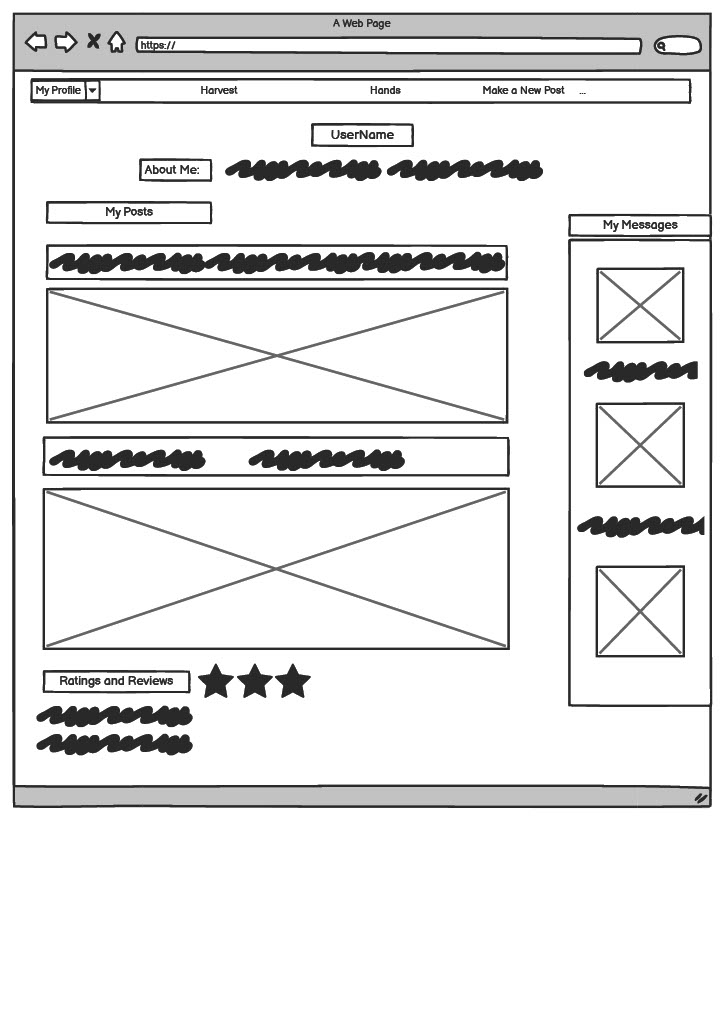 A Web Page
https://
My Profile Harvest Hands Make a New Post ...
UserName
About Me:
My Posts
My Messages
Ratings and Reviews